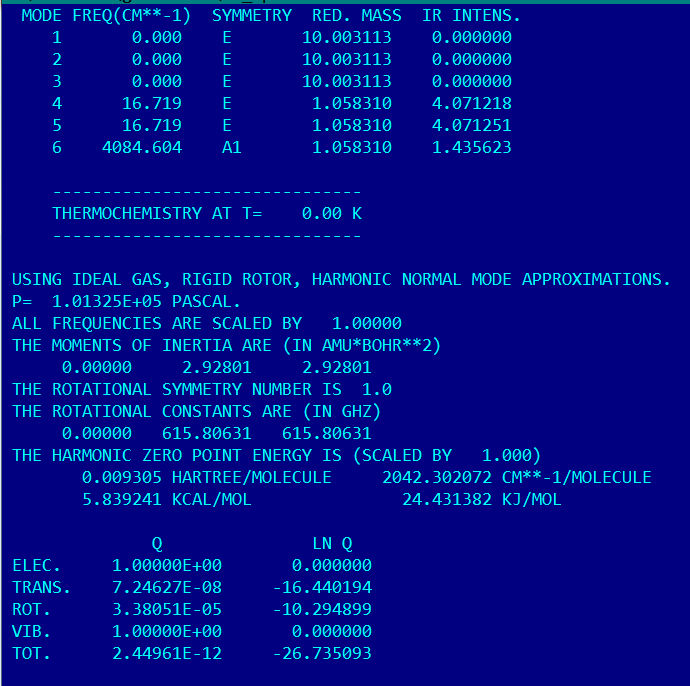 MODE FREQ(CM**-1) SYMMETRY RED. MASS IR INTENS.
1 0.000 E 10.003113 0.000000
2 0.000 E 10.003113 0.000000
3 0.000 E 10.003113 0.000000
4 16.719 E 1.058310 4.071218
5 16.719 E 1.058310 4.071251
6 4084.604 A1 1.058310 1.435623
-------------------------------
THERMOCHEMISTRY AT T= 0.00 K
-------------------------------
USING IDEAL GAS, RIGID ROTOR, HARMONIC NORMAL MODE APPROXIMATIONS.
P= 1.01325E+05 PASCAL.
ALL FREQUENCIES ARE SCALED BY 1.00000
THE MOMENTS OF INERTIA ARE (IN AMU*BOHR**2)
0.00000 2.92801 2.92801
THE ROTATIONAL SYMMETRY NUMBER IS 1.0
THE ROTATIONAL CONSTANTS ARE (IN GHZ)
0.00000 615.80631 615.80631
THE HARMONIC ZERO POINT ENERGY IS (SCALED BY 1.000)
0.009305 HARTREE/MOLECULE 2042.302072 CM**-1/MOLECULE
5.839241 KCAL/MOL 24.431382 KJ/MOL
Q LN Q
ELEC. 1.00000E+00 0.000000
TRANS. 7.24627E-08 -16.440194
ROT. 3.38051E-05 -10.294899
VIB. 1.00000E+00 0.000000
TOT. 2.44961E-12 -26.735093